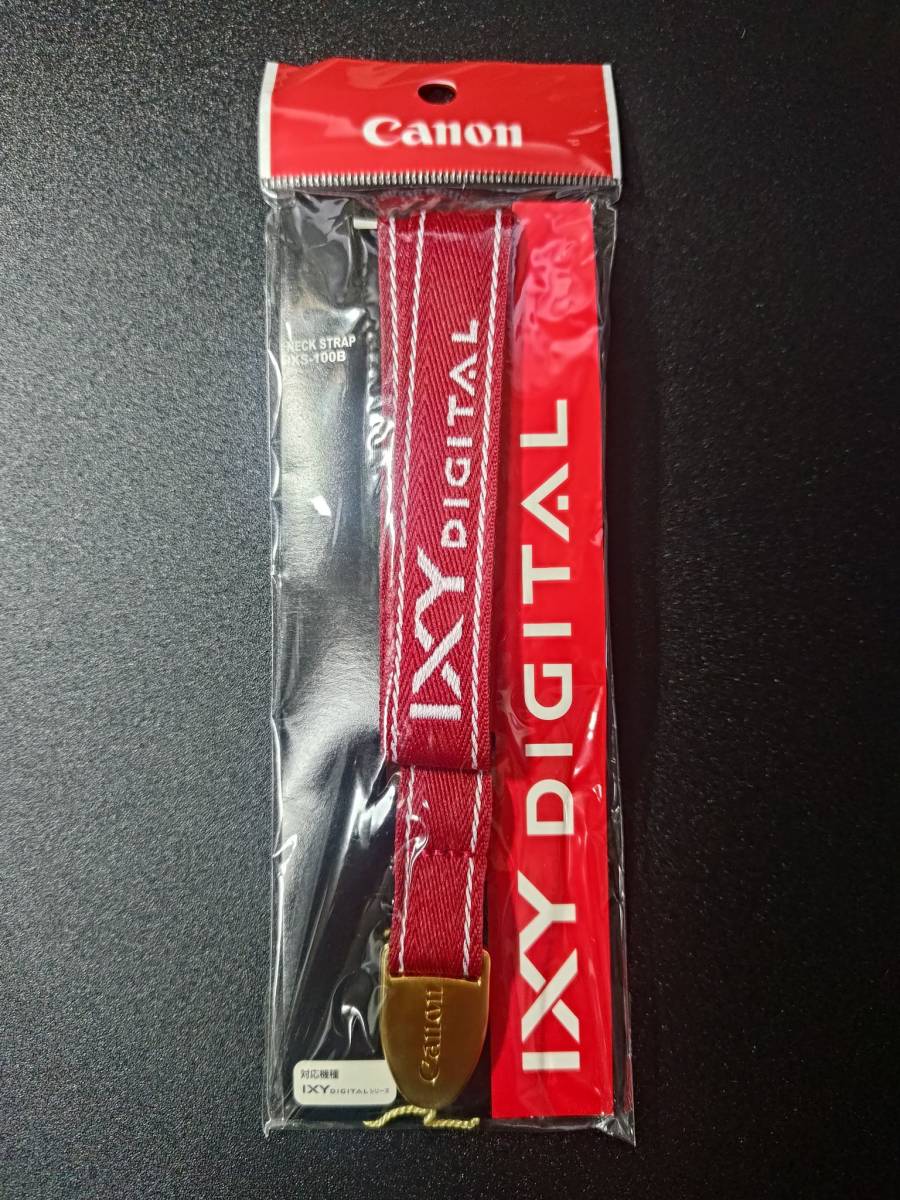 Canon
NECK STRAP
IXS-100B
IXY DIGITAL
IXY DIGITAL
Canon
対応機種
IXY DIGITAL シリーズ